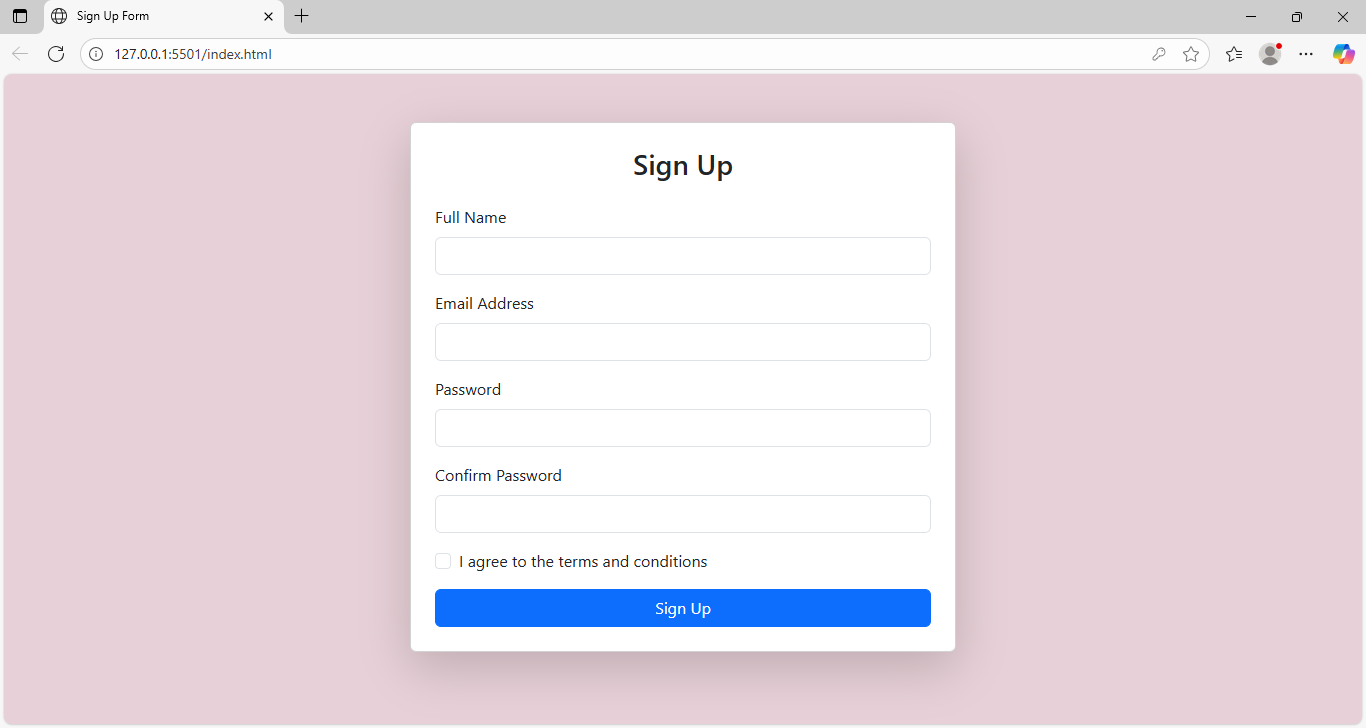 Sign Up Form
127.0.0.1:5501/index.html
Sign Up
Full Name
Email Address
Password
Confirm Password
I agree to the terms and conditions
Sign Up